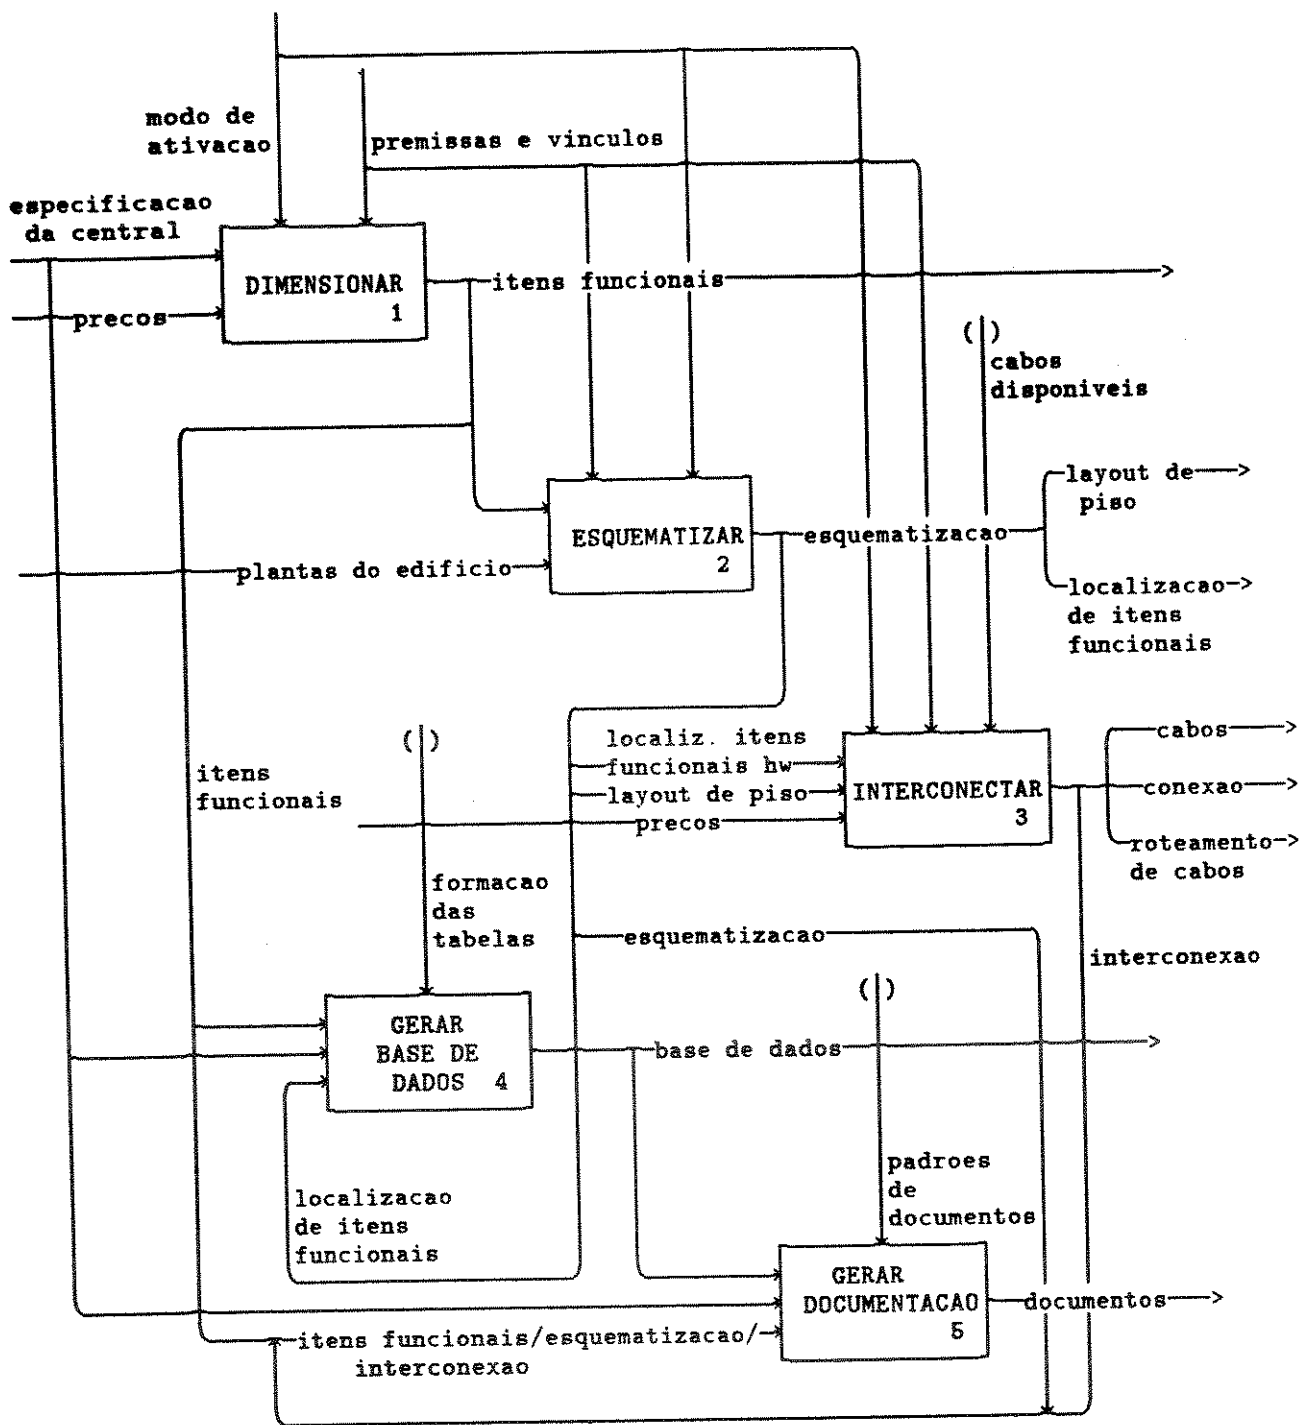 modo de
ativacao
premissas e vinculos
especificacao
da central
DIMENSIONAR
1
itens funcionais
precos
( )
cabos
disponiveis
layout de
piso
ESQUEMATIZAR
2
esquematizacao
plantas do edificio
localizacao
de itens
funcionais
( )
localiz. itens
funcionais hw
layout de piso
precos
INTERCONECTAR
3
cabos
conexao
roteamento
de cabos
itens
funcionais
formacao
das
tabelas
esquematizacao
interconexao
( )
GERAR
BASE DE
DADOS 4
base de dados
padroes
de
documentos
localizacao
de itens
funcionais
GERAR
DOCUMENTACAO
5
documentos
itens funcionais/esquematizacao/
interconexao